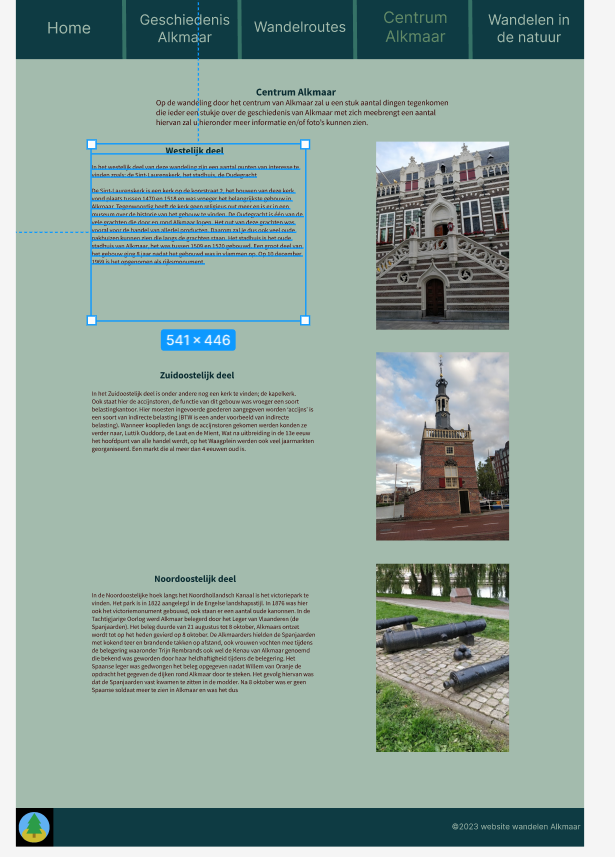 Home
Geschiedenis
Alkmaar
Wandelroutes
Centrum
Alkmaar
Wandelen in
de natuur
Centrum Alkmaar
Op de wandeling door het centrum van Alkmaar zal u een stuk aantal dingen tegenkomen
die ieder een stukje over de geschiedenis van Alkmaar met zich meebrengt een aantal
hiervan zal u hieronder meer informatie en/of foto's kunnen zien.
Westelijk deel
In het westelijk deel van deze wandeling zijn een aantal punten van interesse te
vinden zoals: de Sint-Laurenskerk, het stadhuis, de Oudegracht
De Sint-Laurenskerk is een kerk op de koorstraat 2, het bouwen van deze kerk
vond plaats tussen 1470 en 1518 en was vroeger het belangrijkste gebouw in
Alkmaar. Tegenwoordig heeft de kerk geen religieus nut meer en is er in een
museum over de historie van het gebouw te vinden. De Oudegracht is één van de
vele grachten die door en rond Alkmaar lopen. Het nut van deze grachten was
vooral voor de handel van allerlei producten. Daarom zal je dus ook veel oude
pakhuizen kunnen zien die langs de grachten staan. Het stadhuis is het oude
stadhuis van Alkmaar, het was tussen 1509 en 1520 gebouwd. Een groot deel van
het gebouw ging 8 jaar nadat het gebouwd was in vlammen op. Op 10 december
1969 is het opgenomen als rijksmonument.
541 × 446
Zuidoostelijk deel
In het Zuidoostelijk deel is onder andere nog een kerk te vinden; de kapelkerk.
Ook staat hier de accijnstoren, de functie van dit gebouw was vroeger een soort
belastingkantoor. Hier moesten ingevoerde goederen aangegeven worden 'accijns' is
een soort van indirecte belasting (BTW is een ander voorbeeld van indirecte
belasting). Wanneer kooplieden langs de accijnstoren gekomen werden konden ze
verder naar, Luttik Ouddorp, de Laat en de Mient. Wat na uitbreiding in de 13e eeuw
het hoofdpunt van alle handel werdt, op het Waagplein werden ook veel jaarmarkten
georganiseerd. Een markt die al meer dan 4 eeuwen oud is.
Noordoostelijk deel
In de Noordoostelijke hoek langs het Noordhollandsch Kanaal is het victoriepark te
vinden. Het park is in 1822 aangelegd in de Engelse landshapsstijl. In 1876 was hier
ook het victoriemonument gebouwd, ook staan er een aantal oude kanonnen. In de
Tachtigjarige Oorlog werd Alkmaar belegerd door het Leger van Vlaanderen (de
Spanjaarden). Het beleg duurde van 21 augustus tot 8 oktober, Alkmaars ontzet
wordt tot op het heden gevierd op 8 oktober. De Alkmaarders hielden de Spanjaarden
met kokend teer en brandende takken op afstand, ook vrouwen vochten mee tijdens
de belegering waaronder Trijn Rembrands ook wel de Kenau van Alkmaar genoemd
die bekend was geworden door haar heldhaftigheid tijdens de belegering. Het
Spaanse leger was gedwongen het beleg opgegeven nadat Willem van Oranje de
opdracht het gegeven de dijken rond Alkmaar door te steken. Het gevolg hiervan was
dat de Spanjaarden vast kwamen te zitten in de modder. Na 8 oktober was er geen
Spaanse soldaat meer te zien in Alkmaar en was het dus
©2023 website wandelen Alkmaar